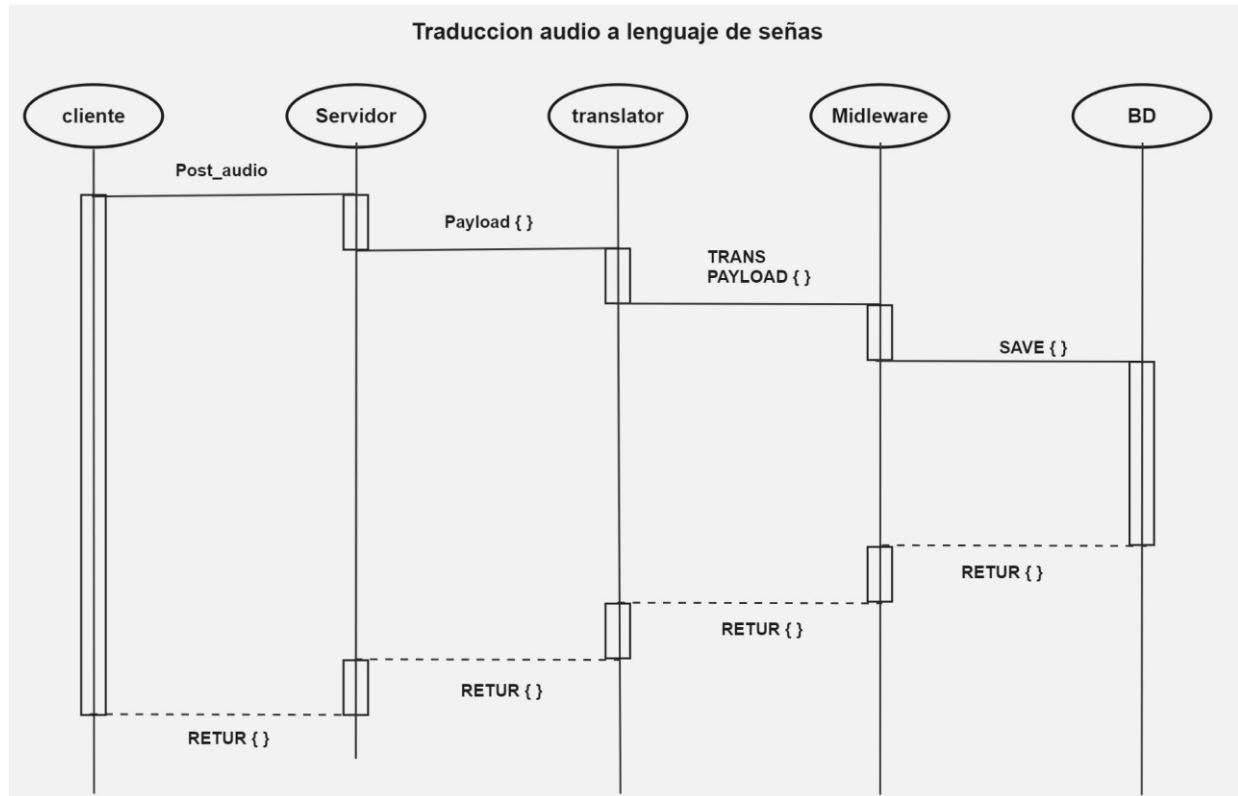 Traduccion audio a lenguaje de señas
cliente
Servidor
translator
Midleware
BD
Post_audio
Payload { }
TRANS
PAYLOAD { }
SAVE { }
RETUR { }
RETUR { }
RETUR { }
RETUR { }